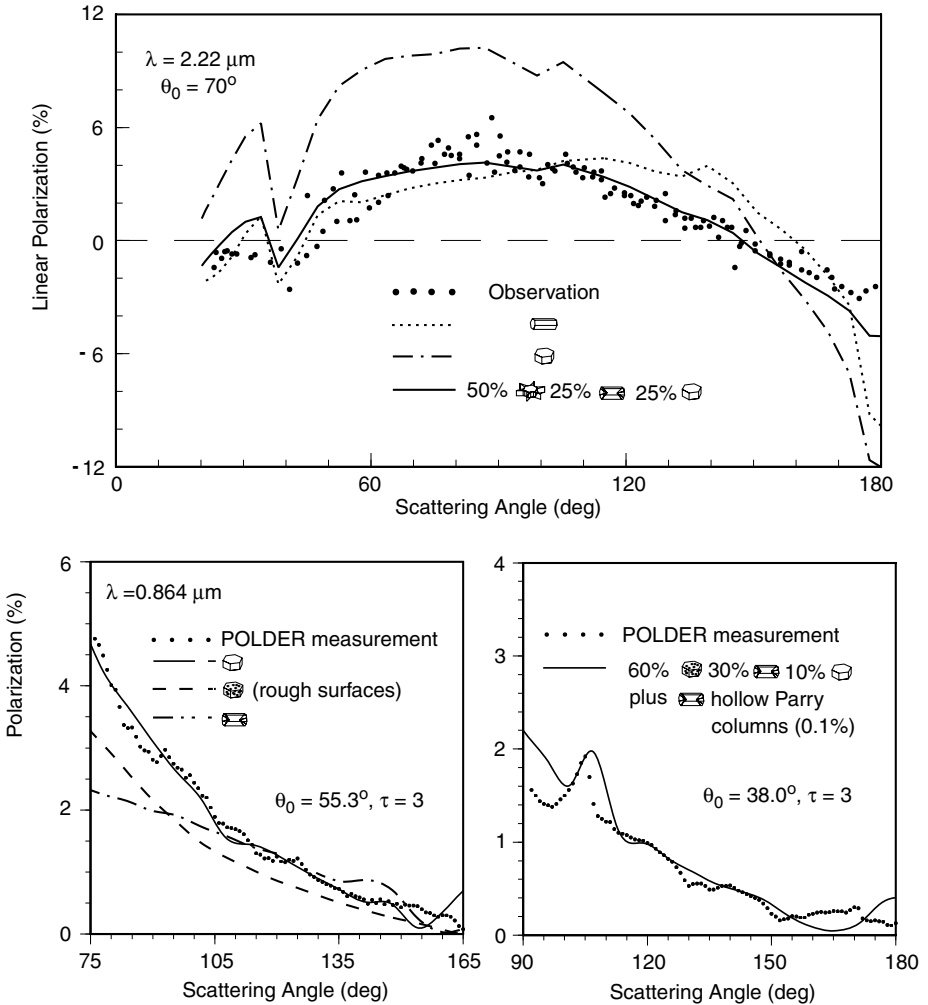 12
6
0
- 6
-12
Linear Polarization (%)
λ = 2.22 μm
θ0 = 70o
Observation
50% 25% 25%
0 60 120 180
Scattering Angle (deg)
6
4
2
0
Polarization (%)
λ =0.864 μm
POLDER measurement
(rough surfaces)
θ0 = 55.3o, τ = 3
75 105 135 165
Scattering Angle (deg)
4
3
2
1
0
POLDER measurement
60% 30% 10%
plus hollow Parry
columns (0.1%)
θ0 = 38.0o, τ = 3
90 120 150 180
Scattering Angle (deg)